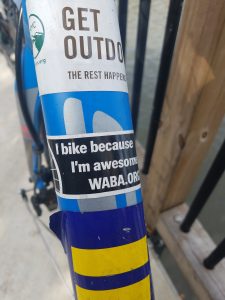 GET
OUTDO
THE REST HAPPEN
I bike because
I'm awesome
WABA.ORG